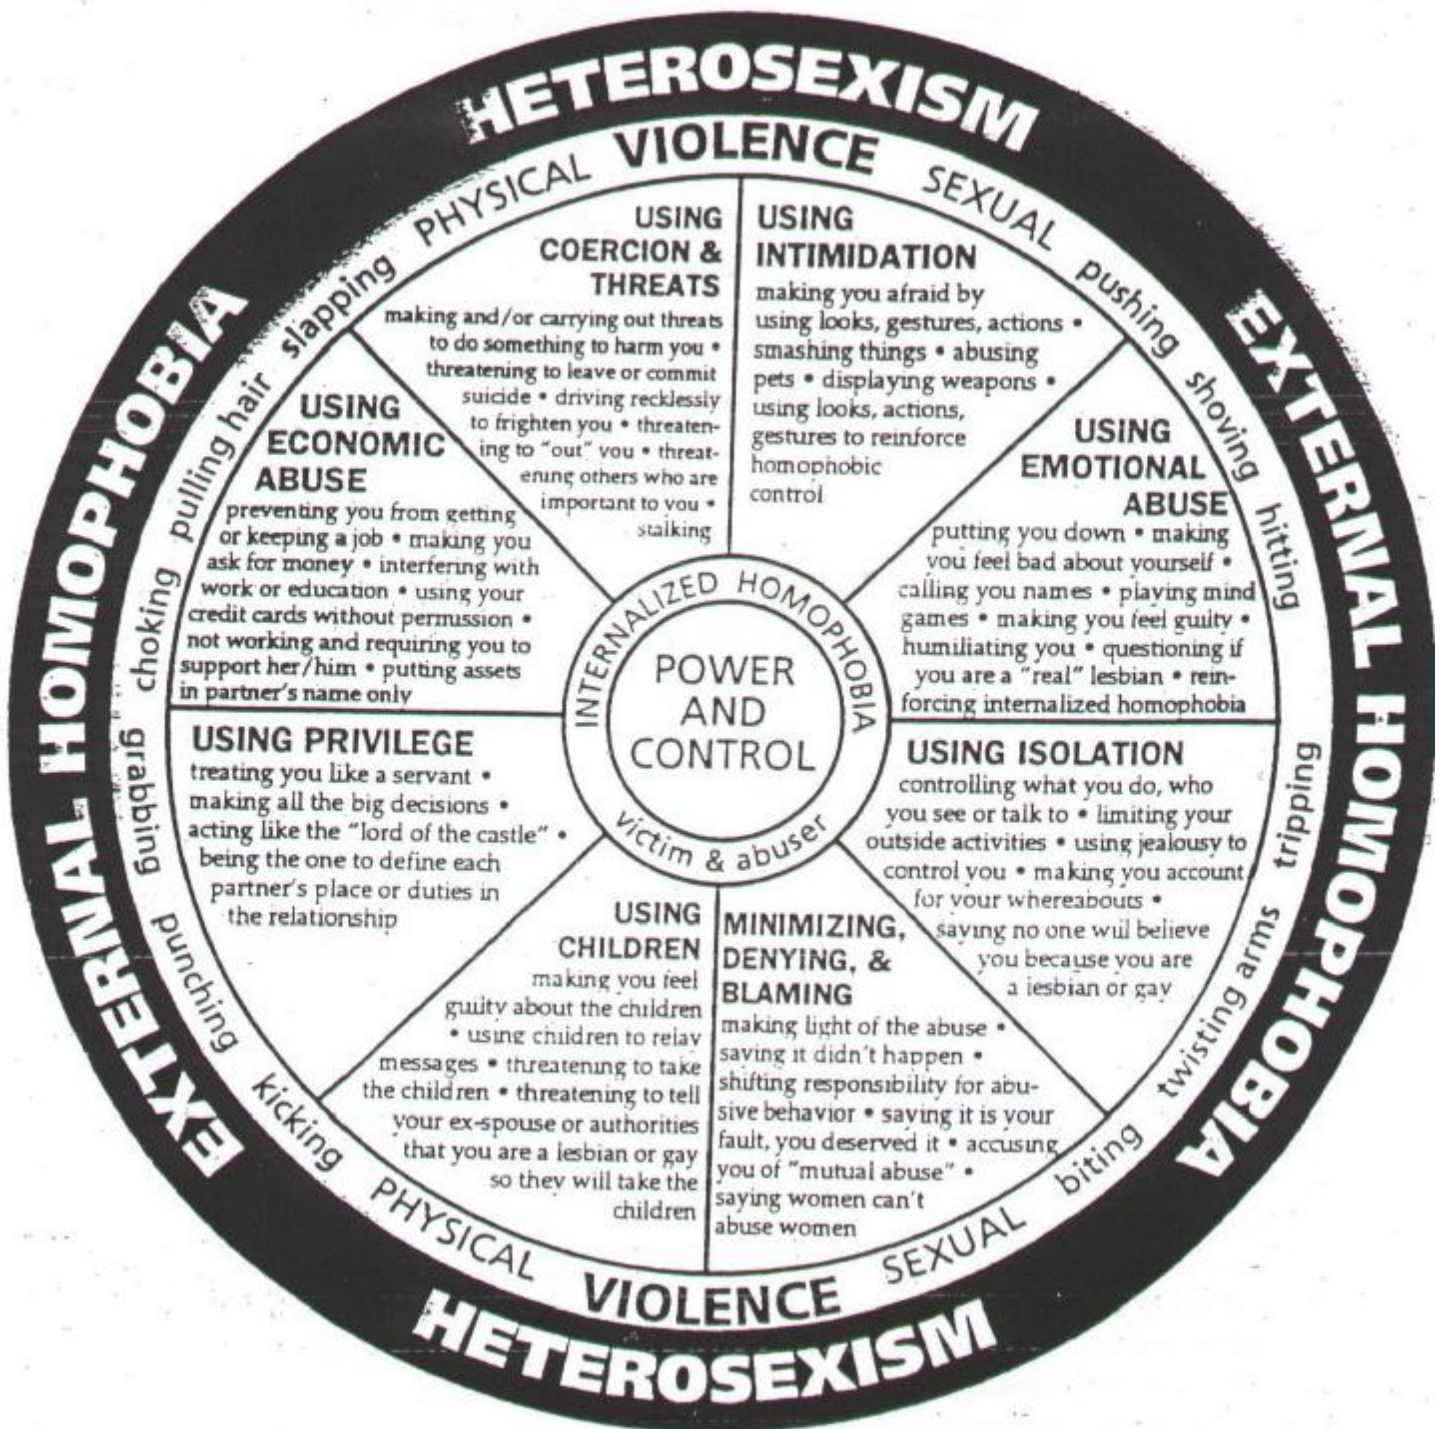 HETEROSEXISM
EXTERNAL HOMOPHOBIA
EXTERNAL HOMOPHOBIA
HETEROSEXISM
PHYSICAL VIOLENCE SEXUAL
pushing shoving hitting tripping twisting arms biting
slapping pulling hair choking grabbing punching kicking
PHYSICAL VIOLENCE SEXUAL
USING
COERCION &
THREATS
making and/or carrying out threats
to do something to harm you •
threatening to leave or commit
suicide • driving recklessly
to frighten you • threaten-
ing to "out" you • threat-
ening others who are
important to you •
stalking
USING
INTIMIDATION
making you afraid by
using looks, gestures, actions •
smashing things • abusing
pets • displaying weapons •
using looks, actions,
gestures to reinforce
homophobic
control
USING
EMOTIONAL
ABUSE
putting you down • making
you feel bad about yourself •
calling you names • playing mind
games • making you feel guilty •
humiliating you • questioning if
you are a "real" lesbian • rein-
forcing internalized homophobia
USING ISOLATION
controlling what you do, who
you see or talk to • limiting your
outside activities • using jealousy to
control you • making you account
for your whereabouts •
saying no one will believe
you because you are
a lesbian or gay
MINIMIZING,
DENYING, &
BLAMING
making light of the abuse •
saying it didn't happen •
shifting responsibility for abu-
sive behavior • saying it is your
fault, you deserved it • accusing
you of "mutual abuse" •
saying women can't
abuse women
USING
CHILDREN
making you feel
guilty about the children
• using children to relay
messages • threatening to take
the children • threatening to tell
your ex-spouse or authorities
that you are a lesbian or gay
so they will take the
children
USING PRIVILEGE
treating you like a servant •
making all the big decisions •
acting like the "lord of the castle" •
being the one to define each
partner's place or duties in
the relationship
USING
ECONOMIC
ABUSE
preventing you from getting
or keeping a job • making you
ask for money • interfering with
work or education • using your
credit cards without permission •
not working and requiring you to
support her/him • putting assets
in partner's name only
INTERNALIZED HOMOPHOBIA
victim & abuser
POWER
AND
CONTROL